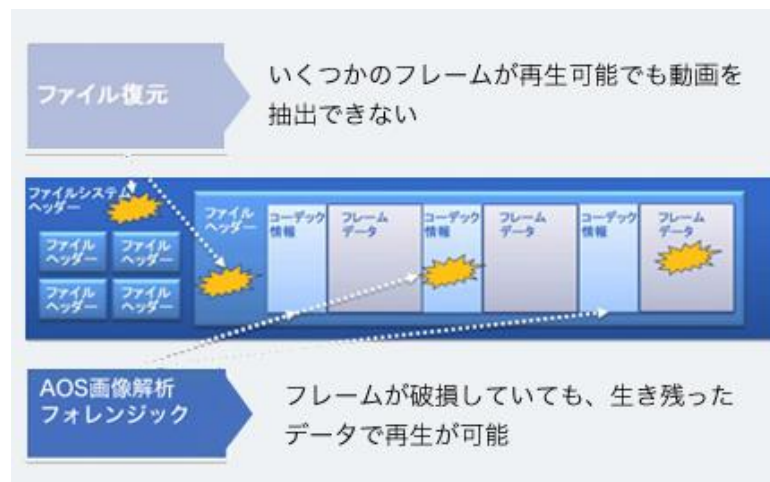 ファイル復元
いくつかのフレームが再生可能でも動画を
抽出できない
ファイルシステム
ヘッダー
ファイル
ヘッダー
ファイル
ヘッダー
ファイル
ヘッダー
ファイル
ヘッダー
ファイル
ヘッダー
コーデック
情報
フレーム
データ
コーデック
情報
フレーム
データ
コーデック
情報
フレーム
データ
AOS画像解析
フォレンジック
フレームが破損していても、生き残った
データで再生が可能